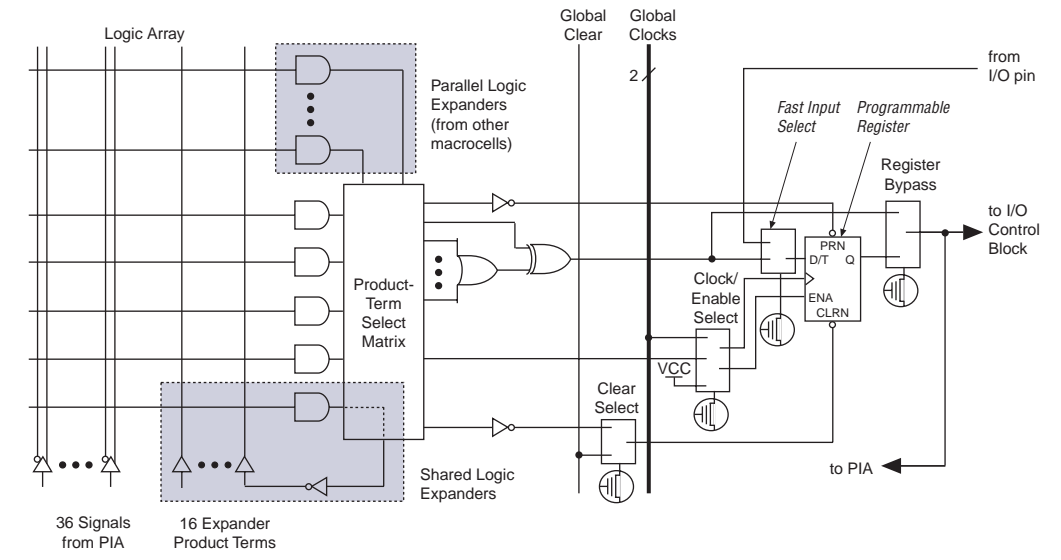 Logic Array
Global
Clear
Global
Clocks
2
from
I/O pin
Parallel Logic
Expanders
(from other
macrocells)
Fast Input
Select
Programmable
Register
Register
Bypass
to I/O
Control
Block
PRN
D/T Q
ENA
CLRN
Clock/
Enable
Select
Product-
Term
Select
Matrix
VCC
Clear
Select
to PIA
Shared Logic
Expanders
36 Signals
from PIA
16 Expander
Product Terms